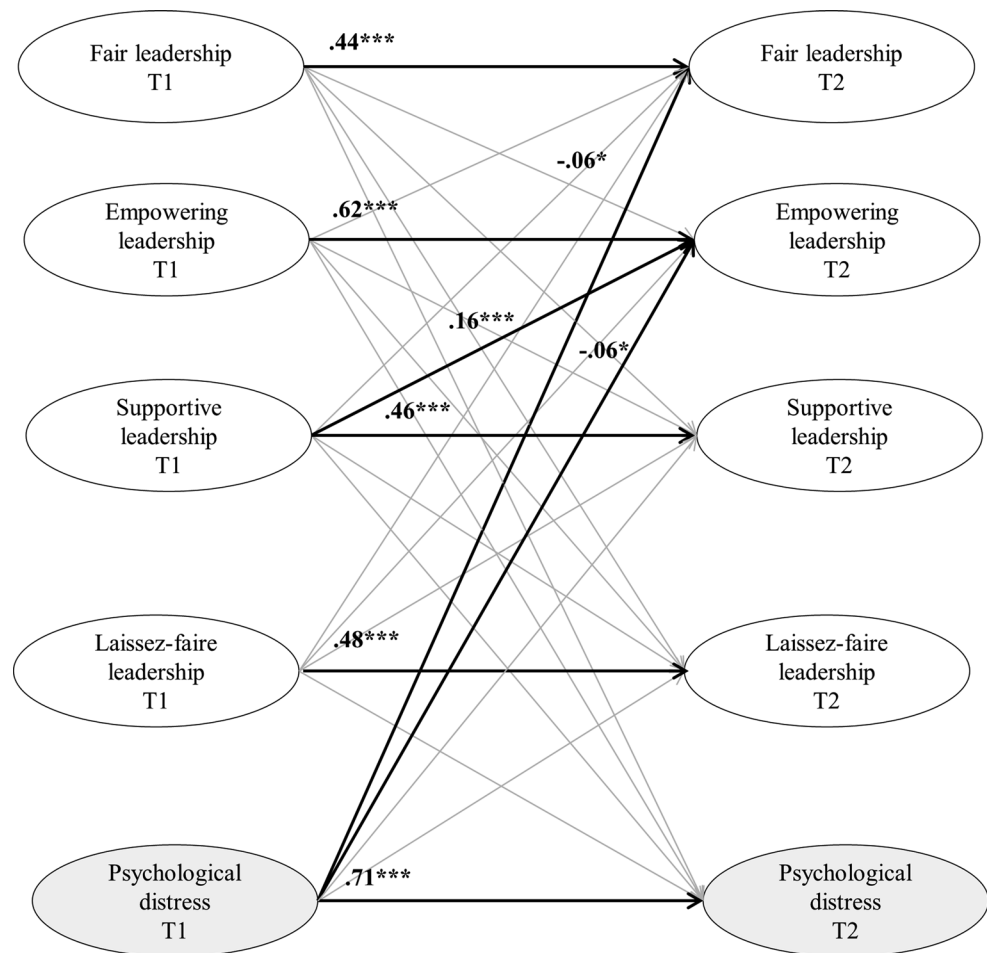 .44***
Fair leadership
T1
Fair leadership
T2
-.06*
.62***
Empowering
leadership
T1
Empowering
leadership
T2
.16***
-.06*
.46***
Supportive
leadership
T1
Supportive
leadership
T2
.48***
Laissez-faire
leadership
T1
Laissez-faire
leadership
T2
.71***
Psychological
distress
T1
Psychological
distress
T2